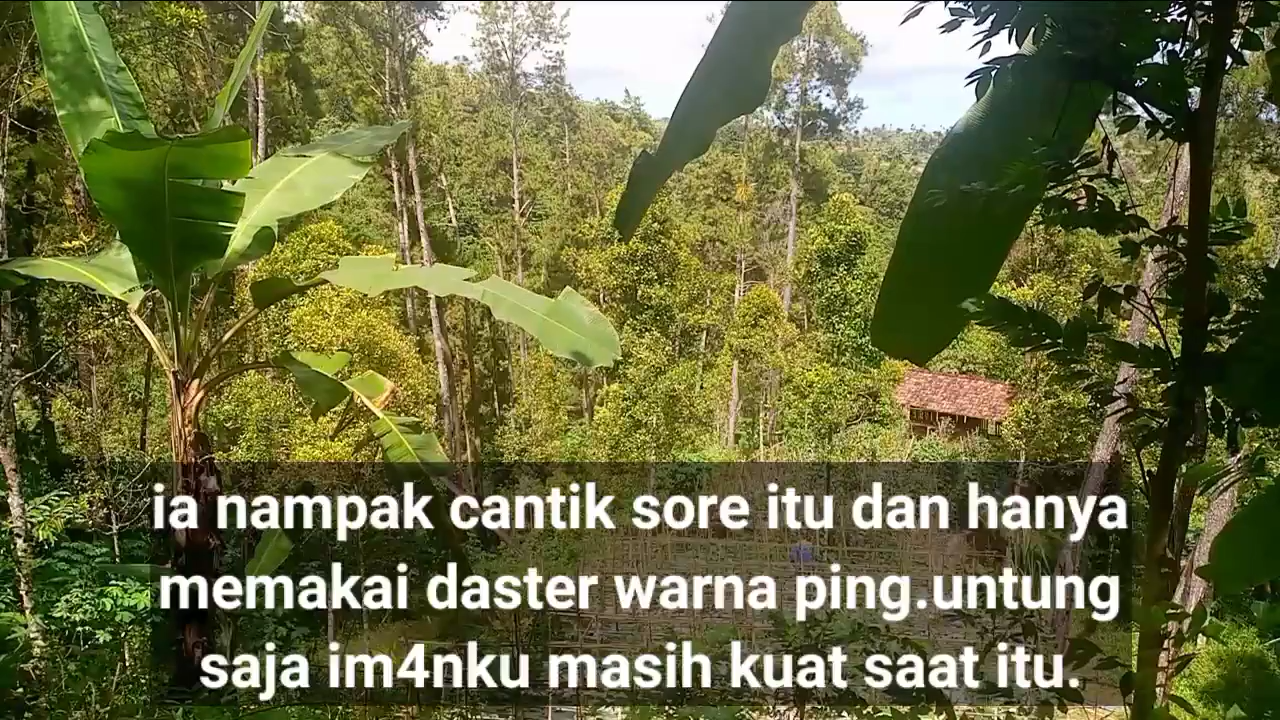 ia nampak cantik sore itu dan hanya
memakai daster warna ping.untung
saja im4nku masih kuat saat itu.